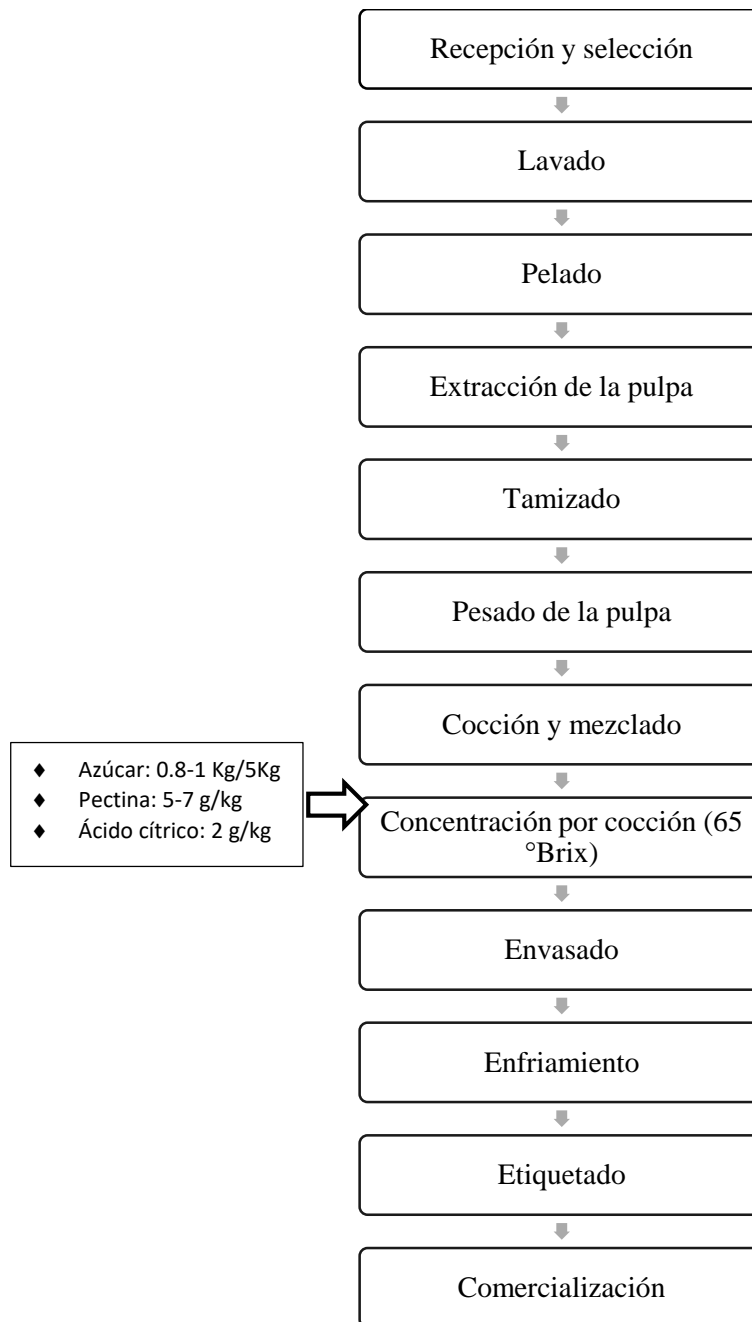 Recepción y selección
Lavado
Pelado
Extracción de la pulpa
Tamizado
Pesado de la pulpa
Cocción y mezclado
♦ Azúcar: 0.8-1 Kg/5Kg
♦ Pectina: 5-7 g/kg
♦ Ácido cítrico: 2 g/kg
Concentración por cocción (65
°Brix)
Envasado
Enfriamiento
Etiquetado
Comercialización